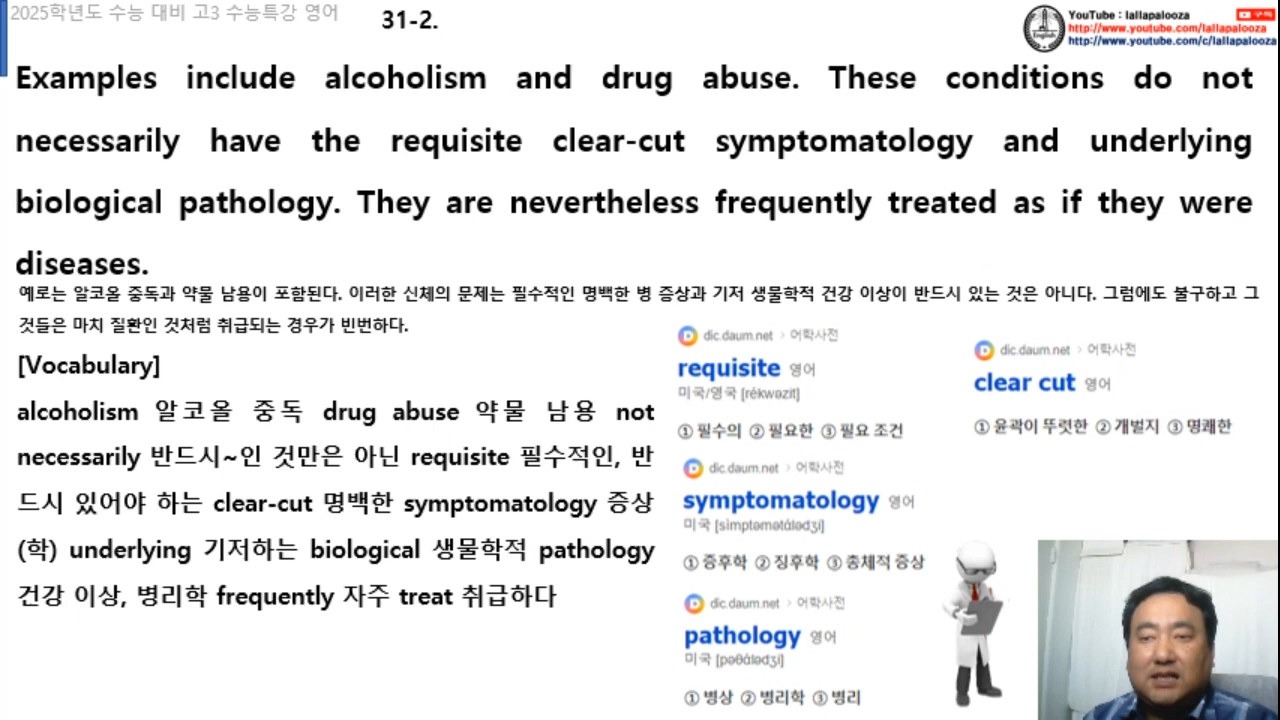 2025학년도 수능 대비 고3 수능특강 영어
31-2.
YouTube : lallapalooza
구독
http://www.youtube.com/lallapalooza
http://www.youtube.com/c/lallapalooza
English
Examples include alcoholism and drug abuse. These conditions do not
necessarily have the requisite clear-cut symptomatology and underlying
biological pathology. They are nevertheless frequently treated as if they were
diseases.
예로는 알코올 중독과 약물 남용이 포함된다. 이러한 신체의 문제는 필수적인 명백한 병 증상과 기저 생물학적 건강 이상이 반드시 있는 것은 아니다. 그럼에도 불구하고 그
것들은 마치 질환인 것처럼 취급되는 경우가 빈번하다.
[Vocabulary]
alcoholism 알코올 중독 drug abuse 약물 남용 not
necessarily 반드시~인 것만은 아닌 requisite 필수적인, 반
드시 있어야 하는 clear-cut 명백한 symptomatology 증상
(학) underlying 기저하는 biological 생물학적 pathology
건강 이상, 병리학 frequently 자주 treat 취급하다
dic.daum.net › 어학사전
requisite 영어
미국/영국 [rékwəzit]
① 필수의 ② 필요한 ③ 필요 조건
dic.daum.net › 어학사전
clear cut 영어
① 윤곽이 뚜렷한 ② 개벌지 ③ 명쾌한
dic.daum.net › 어학사전
symptomatology 영어
미국 [simptəmətálədʒi]
① 증후학 ② 징후학 ③ 총체적 증상
dic.daum.net › 어학사전
pathology 영어
미국 [pəθálədʒi]
① 병상 ② 병리학 ③ 병리